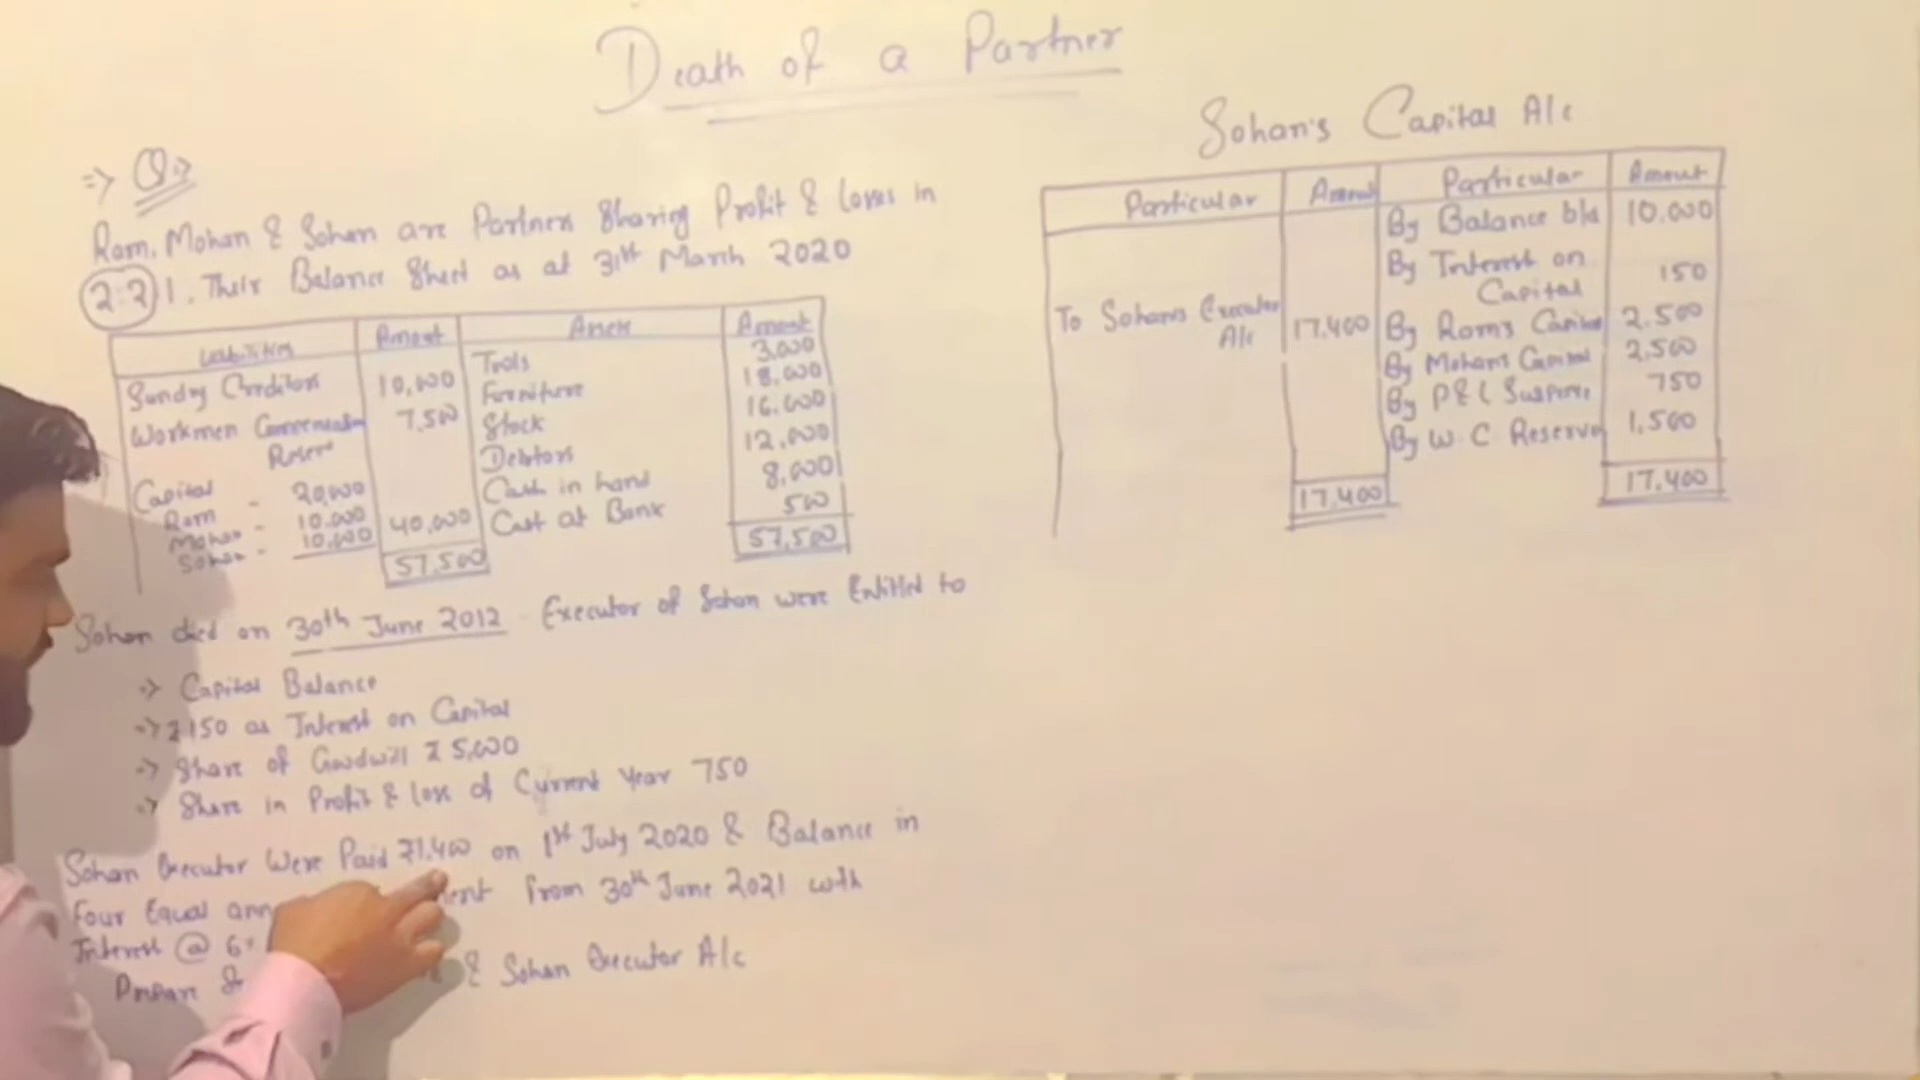 Death of a Partner
=> Q.>
Ram, Mohan & Sohan are Partners Sharing Profit & Loses in
2:2:1. Their Balance Sheet as at 31st March 2020
Liabilities Amount Assets Amount
Sundry Creditors 10,000 Tools 3,000
Workmen Compensation Reserve 7,500 Furniture 18,000
Stock 16,000
Capital Debtors 12,000
Ram - 20,000 Cash in hand 8,000
Mohan - 10,000 Cash at Bank 500
Sohan - 10,000 40,000
57,500 57,500
Sohan died on 30th June 2012 Executor of Sohan were Entitled to
=> Capital Balance
=> ₹150 as Interest on Capital
=> Share of Goodwill ₹5,000
=> Share in Profit & loss of Current Year 750
Sohan Executor Were Paid ₹1,400 on 1st July 2020 & Balance in
Four Equal ann from 30th June 2021 with
Interest @ 6
Prepare & Sohan Executor A/c
Sohan's Capital A/c
Particular Amount Particular Amount
By Balance b/d 10,000
By Interest on Capital 150
To Sohan's Executor A/c 17,400 By Ram's Capital 2,500
By Mohan's Capital 2,500
By P&L Suspense 750
By W.C Reserve 1,500
17,400 17,400